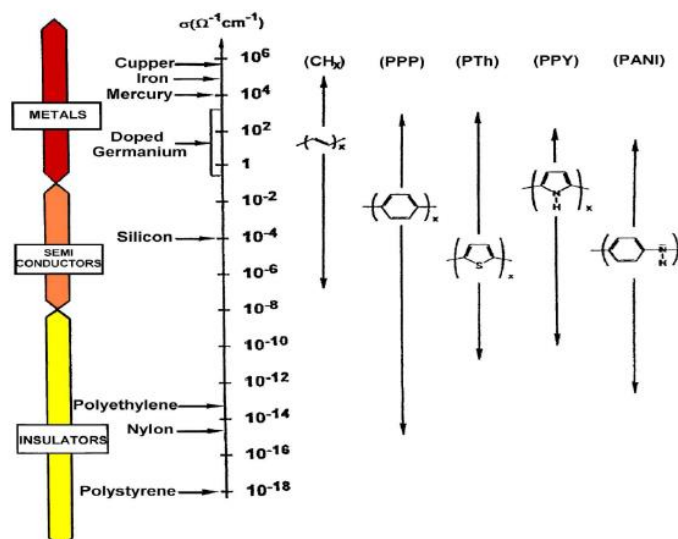 σ(Ω⁻¹cm⁻¹)
Cupper
Iron
Mercury
Doped
Germanium
Silicon
Polyethylene
Nylon
Polystyrene
10⁶
10⁴
10²
1
10⁻²
10⁻⁴
10⁻⁶
10⁻⁸
10⁻¹⁰
10⁻¹²
10⁻¹⁴
10⁻¹⁶
10⁻¹⁸
METALS
SEMI
CONDUCTORS
INSULATORS
(CHₓ) (PPP) (PTh) (PPY) (PANI)
x
x
S
x
N
H
x
N
H